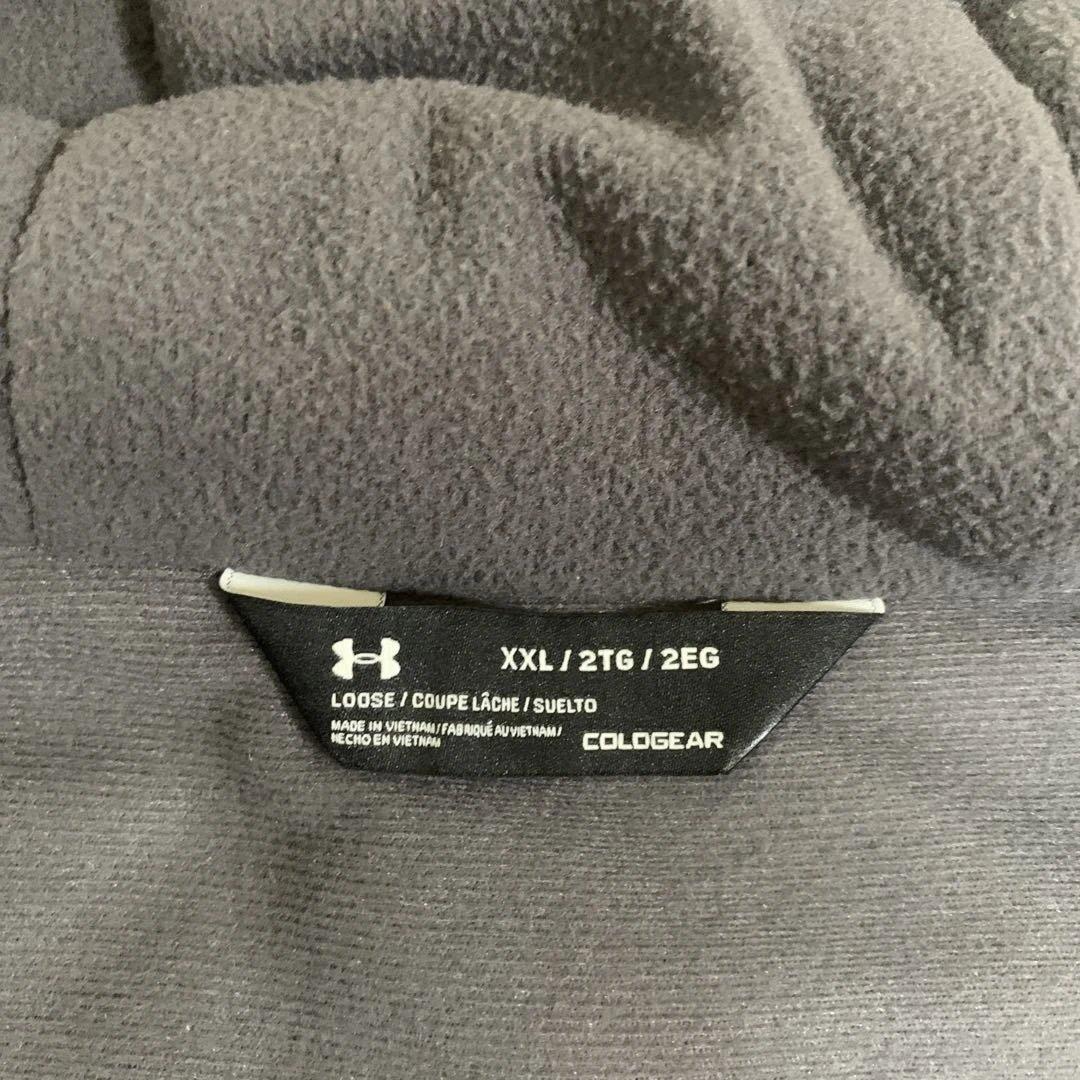 XXL / 2TG / 2EG
LOOSE / COUPE LÂCHE / SUELTO
MADE IN VIETNAM / FABRIQUÉ AU VIETNAM /
HECHO EN VIETNAM
COLDGEAR